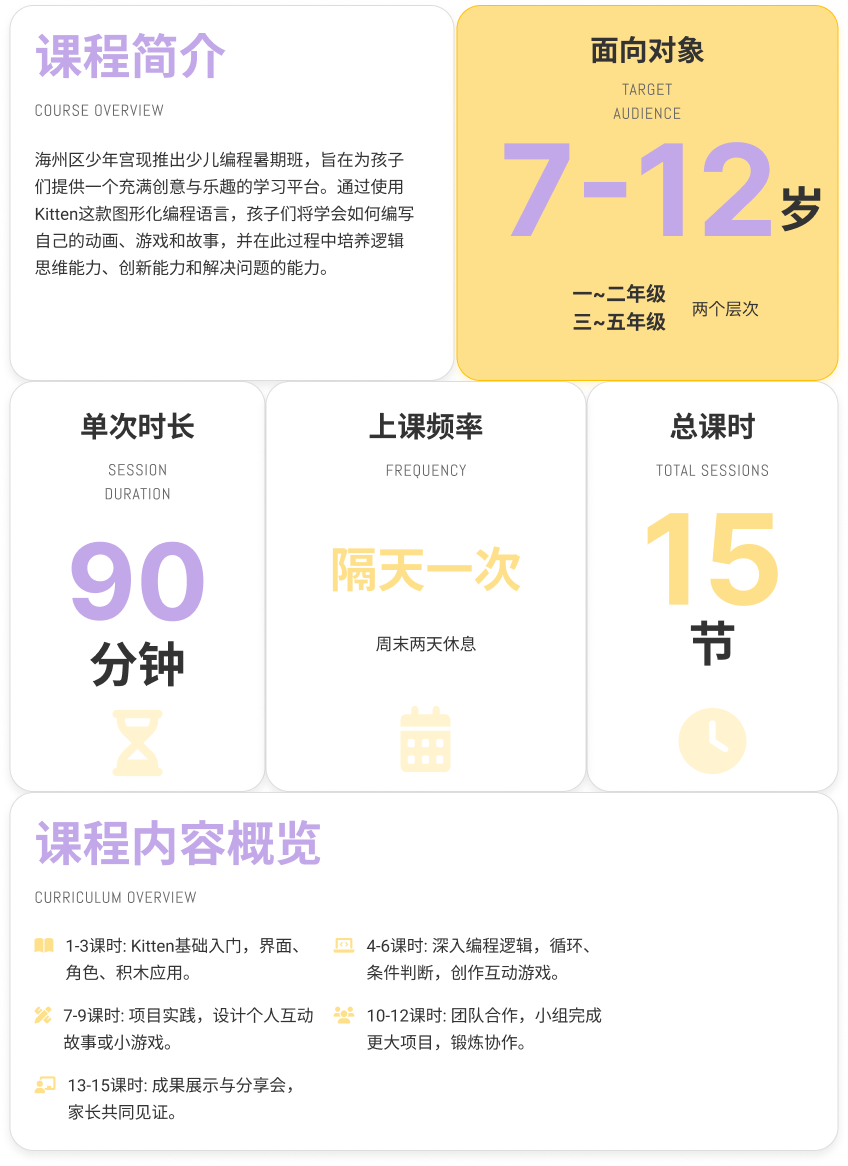 课程简介
COURSE OVERVIEW
海州区少年宫现推出少儿编程暑期班，旨在为孩子
们提供一个充满创意与乐趣的学习平台。通过使用
Kitten这款图形化编程语言，孩子们将学会如何编写
自己的动画、游戏和故事，并在此过程中培养逻辑
思维能力、创新能力和解决问题的能力。
面向对象
TARGET
AUDIENCE
7-12岁
一~二年级
三~五年级
两个层次
单次时长
SESSION
DURATION
90
分钟
上课频率
FREQUENCY
隔天一次
周末两天休息
总课时
TOTAL SESSIONS
15
节
课程内容概览
CURRICULUM OVERVIEW
1-3课时: Kitten基础入门，界面、
角色、积木应用。
4-6课时: 深入编程逻辑，循环、
条件判断，创作互动游戏。
7-9课时: 项目实践，设计个人互动
故事或小游戏。
10-12课时: 团队合作，小组完成
更大项目，锻炼协作。
13-15课时: 成果展示与分享会，
家长共同见证。